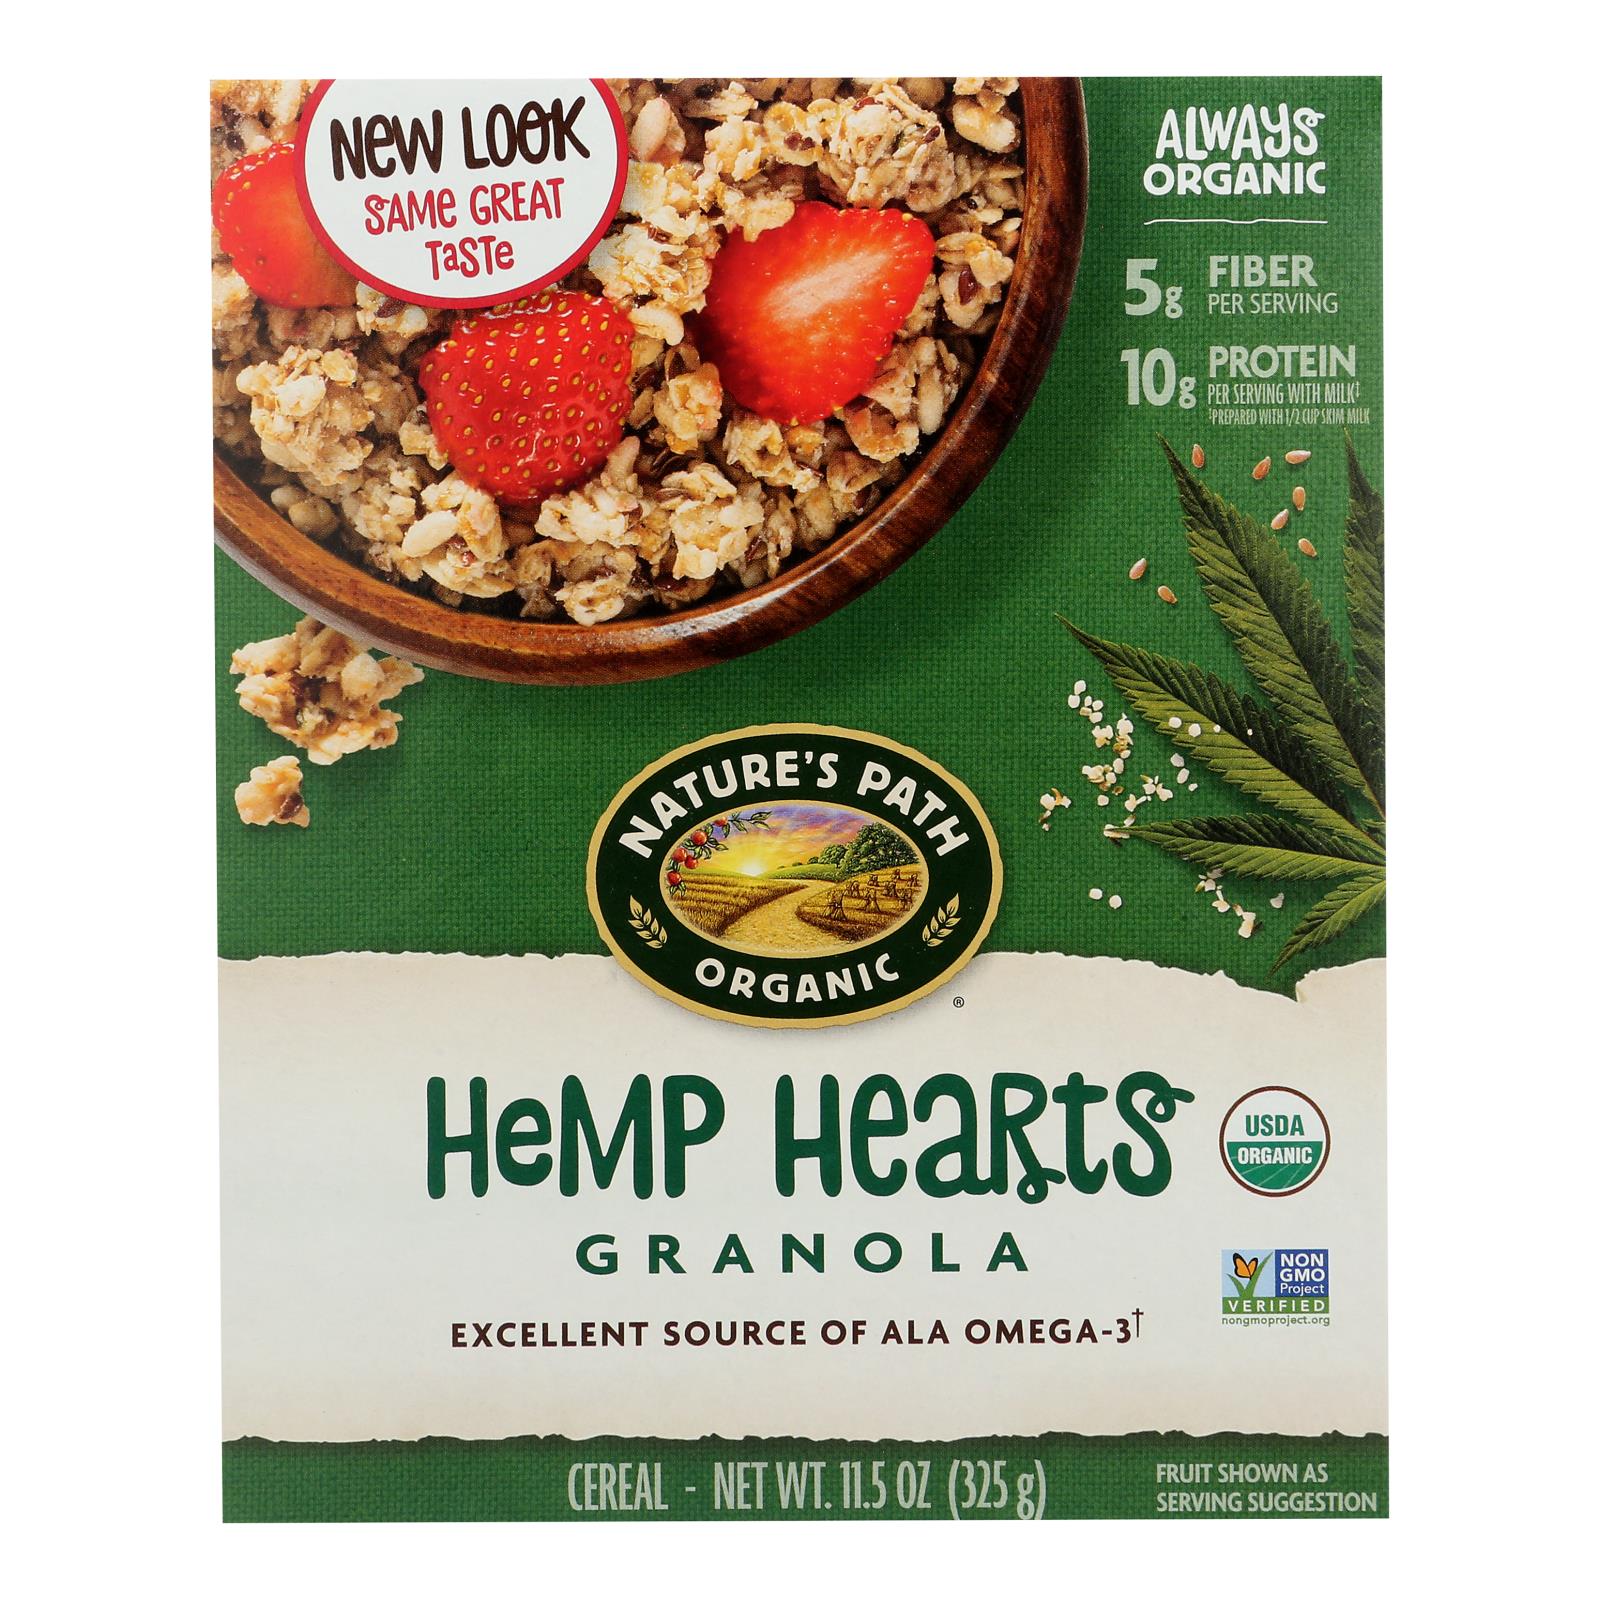 NEW LOOK
SAME GREAT
TASTE
ALWAYS
ORGANIC
5g FIBER
PER SERVING
10g PROTEIN
PER SERVING WITH MILK‡
‡PREPARED WITH 1/2 CUP SKIM MILK
NATURE'S PATH
ORGANIC
®
HEMP HEARTS
GRANOLA
EXCELLENT SOURCE OF ALA OMEGA-3†
USDA
ORGANIC
NON
GMO
Project
VERIFIED
nongmoproject.org
CEREAL - NET WT. 11.5 OZ (325 g)
FRUIT SHOWN AS
SERVING SUGGESTION